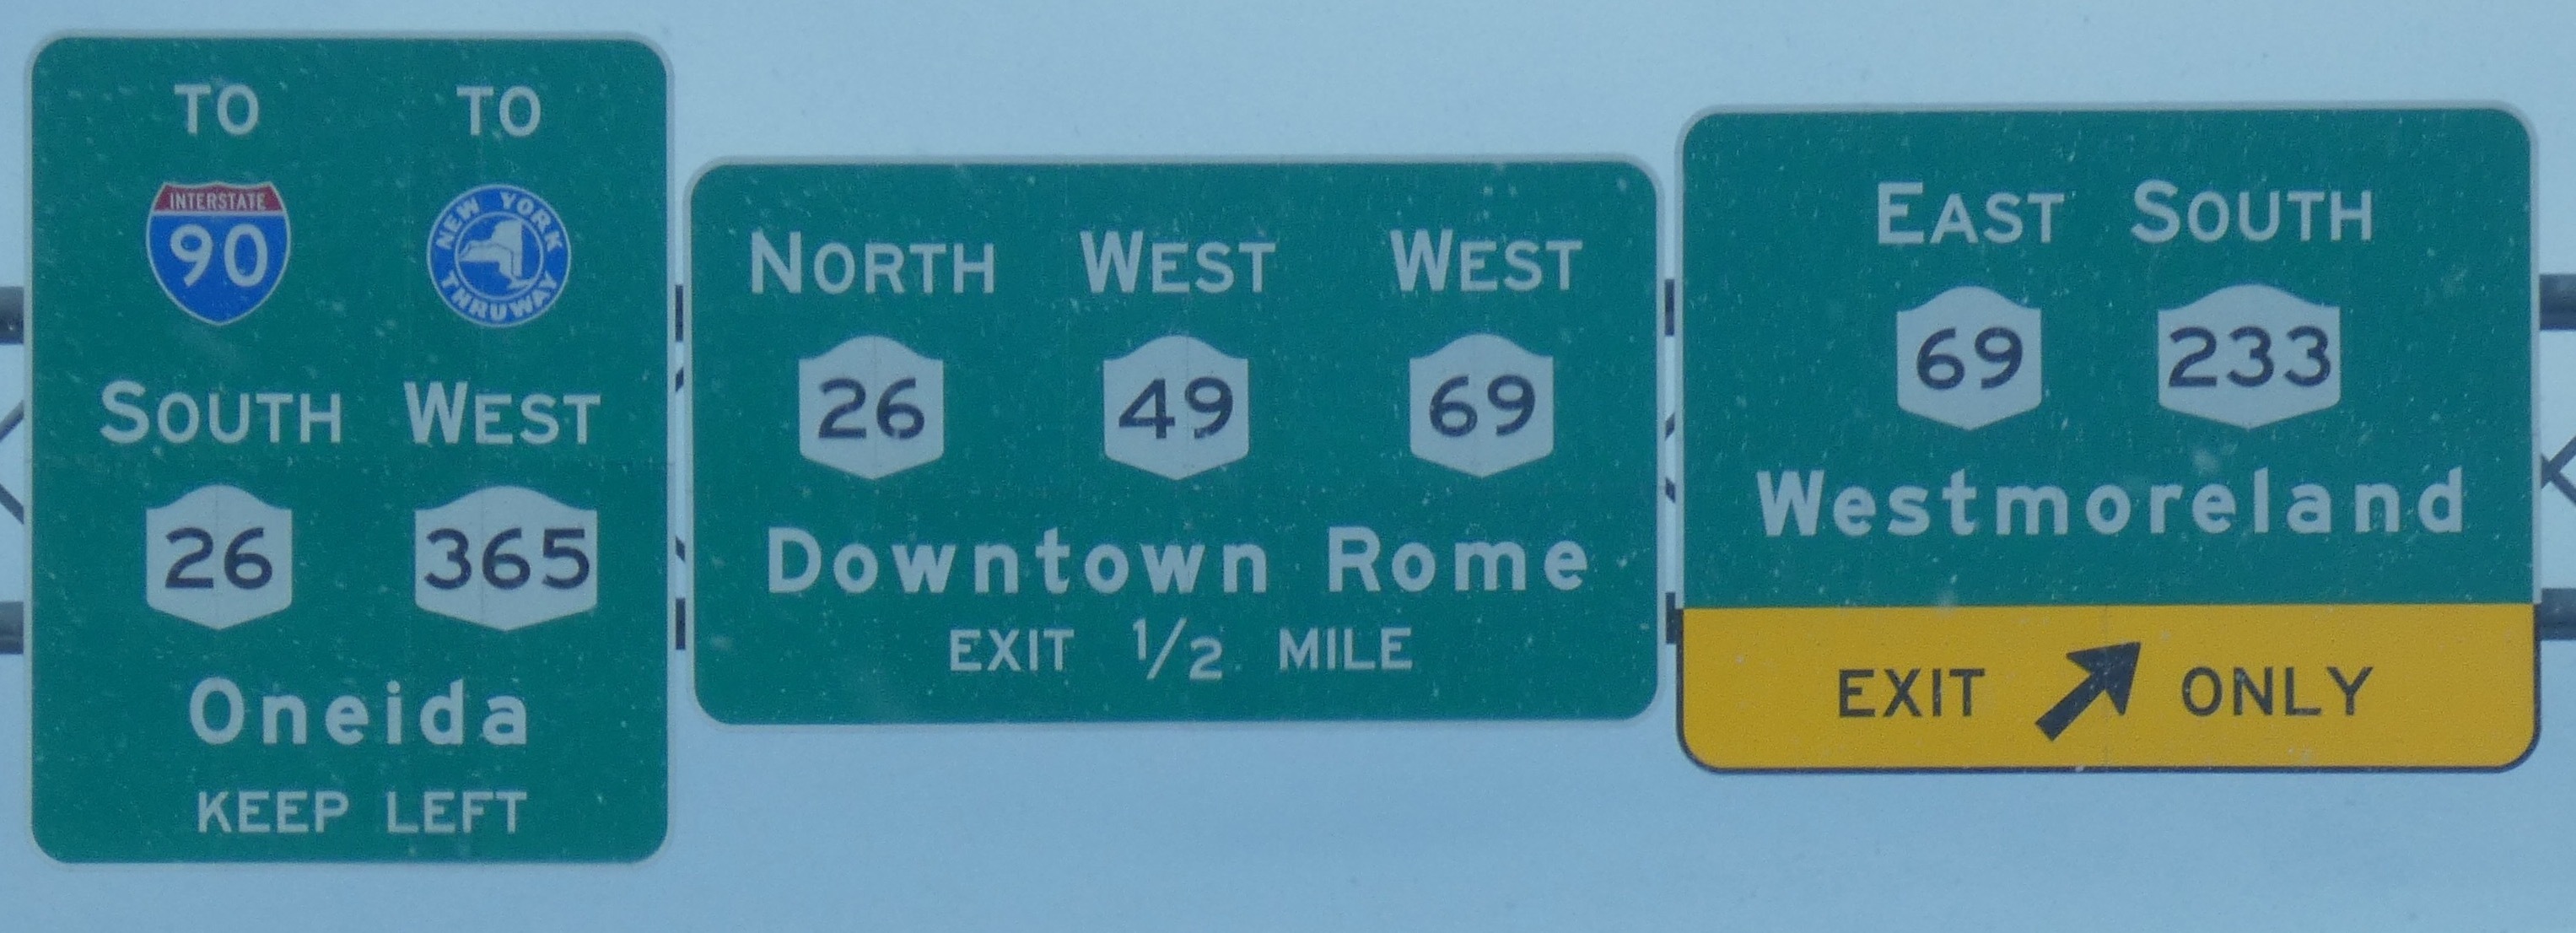 TO TO
INTERSTATE
90
NEW YORK
THRUWAY
SOUTH WEST
26 365
Oneida
KEEP LEFT
NORTH WEST WEST
26 49 69
Downtown Rome
EXIT 1/2 MILE
EAST SOUTH
69 233
Westmoreland
EXIT ONLY